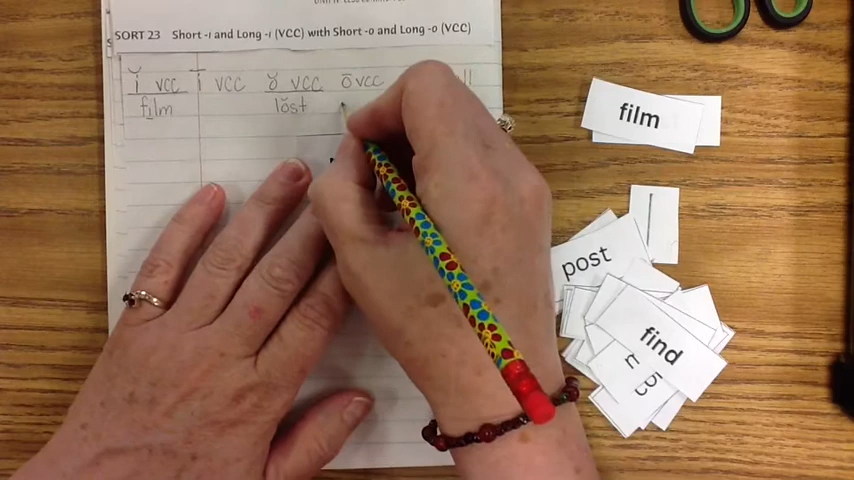 SORT 23 Short -i and Long -i (VCC) with Short -o and Long -o (VCC)
ĭ VCC ī VCC ŏ VCC ō VCC
film lŏst
film
post
find